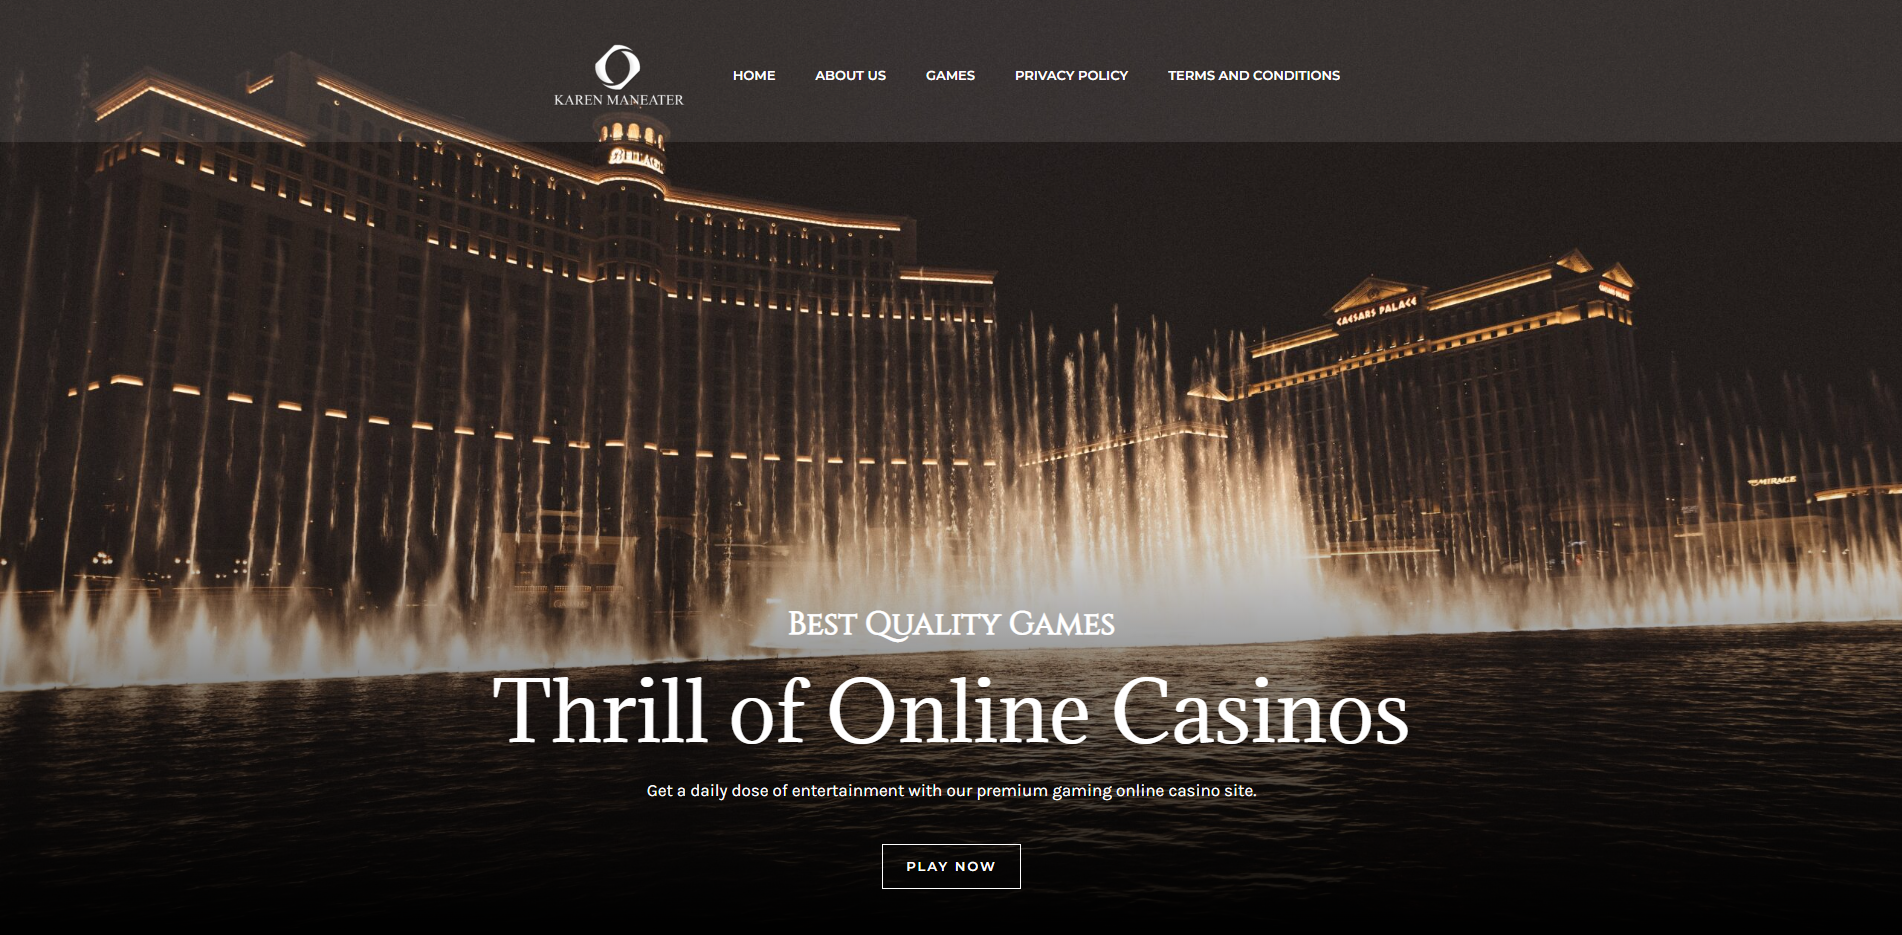 KAREN MANEATER
HOME
ABOUT US
GAMES
PRIVACY POLICY
TERMS AND CONDITIONS
CAESARS PALACE
MIRAGE
Best Quality Games
Thrill of Online Casinos
Get a daily dose of entertainment with our premium gaming online casino site.
PLAY NOW